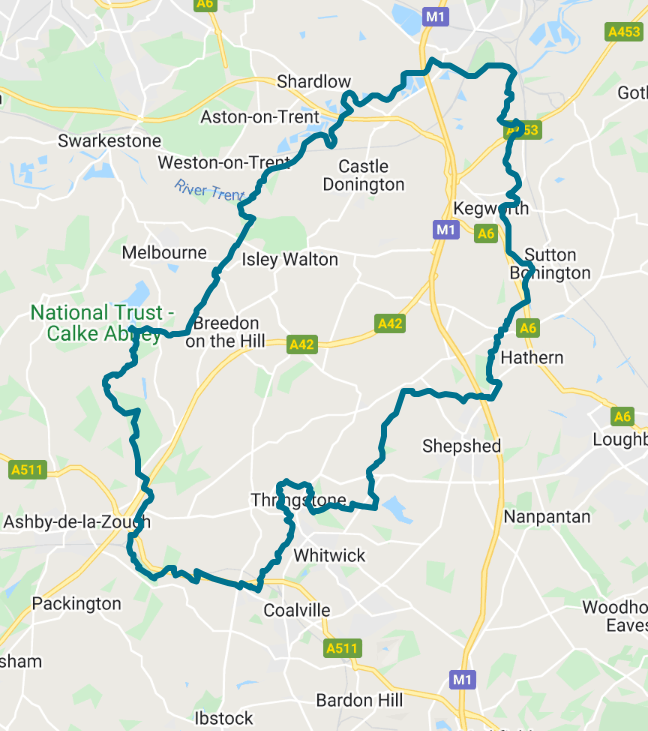 A6
M1
A453
Shardlow
Aston-on-Trent
Swarkestone
Weston-on-Trent
Castle
Donington
River Trent
Kegworth
M1
A6
Melbourne
Isley Walton
Sutton
Bonington
National Trust -
Calke Abbey
Breedon
on the Hill
A42
A42
A6
Hathern
A6
Shepshed
A511
Thringstone
Ashby-de-la-Zouch
Nanpantan
Whitwick
Packington
Coalville
A511
M1
Bardon Hill
Ibstock